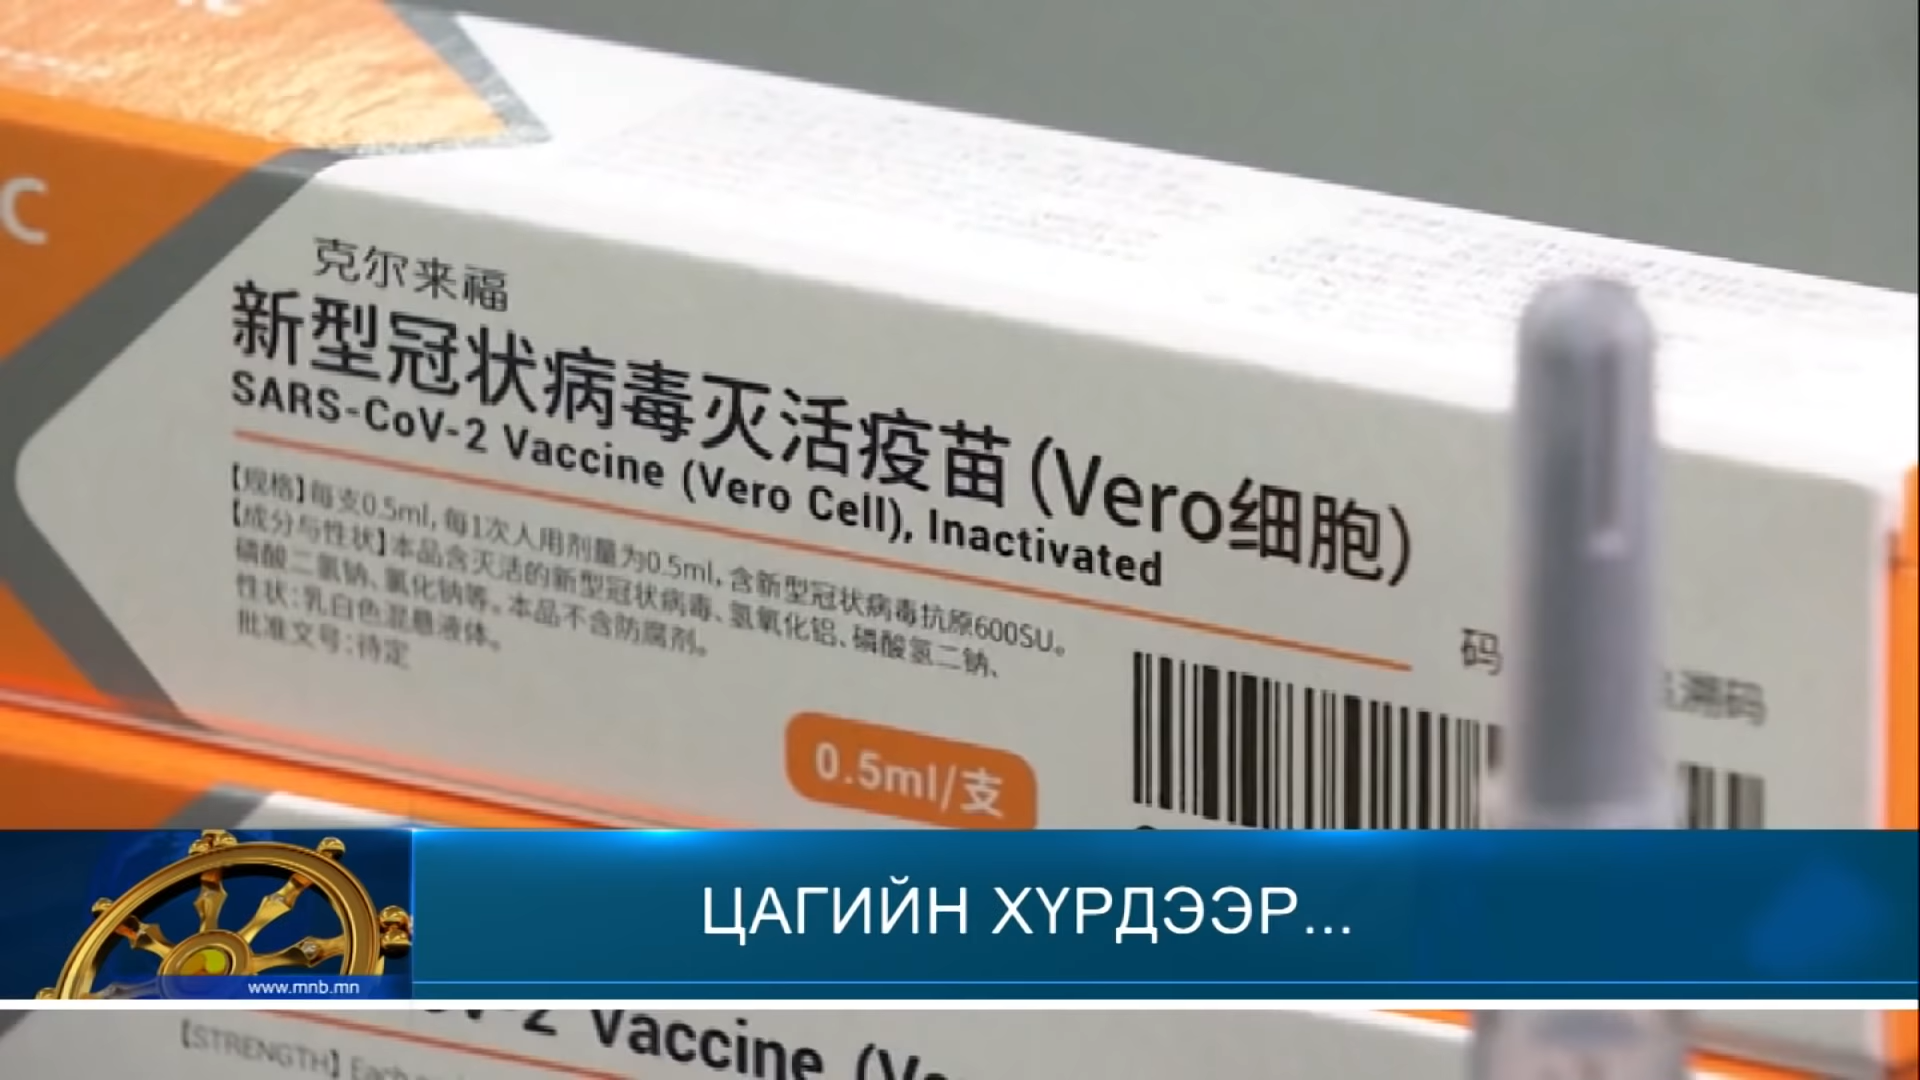 C
克尔来福
新型冠状病毒灭活疫苗(Vero细胞)
SARS-CoV-2 Vaccine (Vero Cell), Inactivated
【规格】每支0.5ml,每1次人用剂量为0.5ml,含新型冠状病毒抗原600SU。
【成分与性状】本品含灭活的新型冠状病毒、氢氧化铝、磷酸氢二钠、
磷酸二氢钠、氯化钠等。本品不含防腐剂。
性状:乳白色混悬液体。
批准文号:待定
码
溯码
0.5ml/支
ЦАГИЙН ХҮРДЭЭР...
www.mnb.mn
-2 Vaccine (Ve
【STRENGTH】 Each